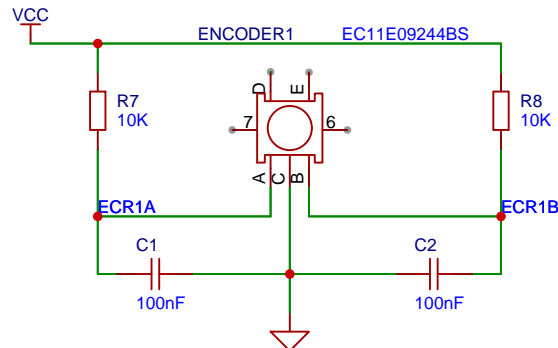 VCC
ENCODER1 EC11E09244BS
D E
R7
10K
7 6
R8
10K
A C B
ECR1A
ECR1B
C1
100nF
C2
100nF